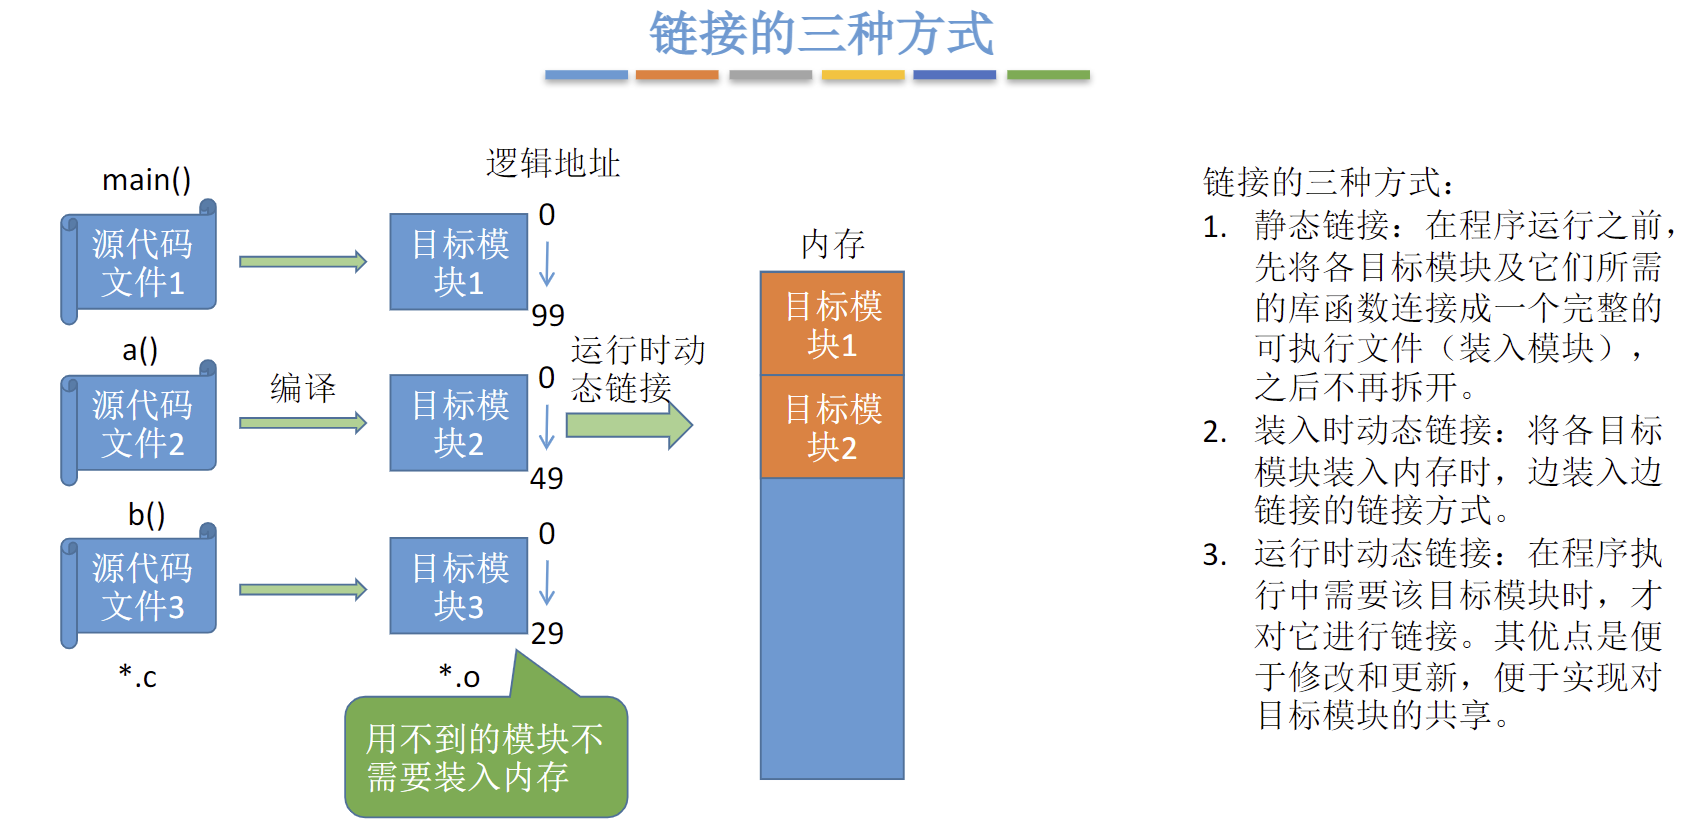 链接的三种方式
main()
源代码
文件1
a()
源代码
文件2
b()
源代码
文件3
*.c
编译
逻辑地址
目标模
块1
0
99
目标模
块2
0
49
目标模
块3
0
29
*.o
用不到的模块不
需要装入内存
运行时动
态链接
内存
目标模
块1
目标模
块2
链接的三种方式：
1. 静态链接：在程序运行之前，
先将各目标模块及它们所需
的库函数连接成一个完整的
可执行文件（装入模块），
之后不再拆开。
2. 装入时动态链接：将各目标
模块装入内存时，边装入边
链接的链接方式。
3. 运行时动态链接：在程序执
行中需要该目标模块时，才
对它进行链接。其优点是便
于修改和更新，便于实现对
目标模块的共享。